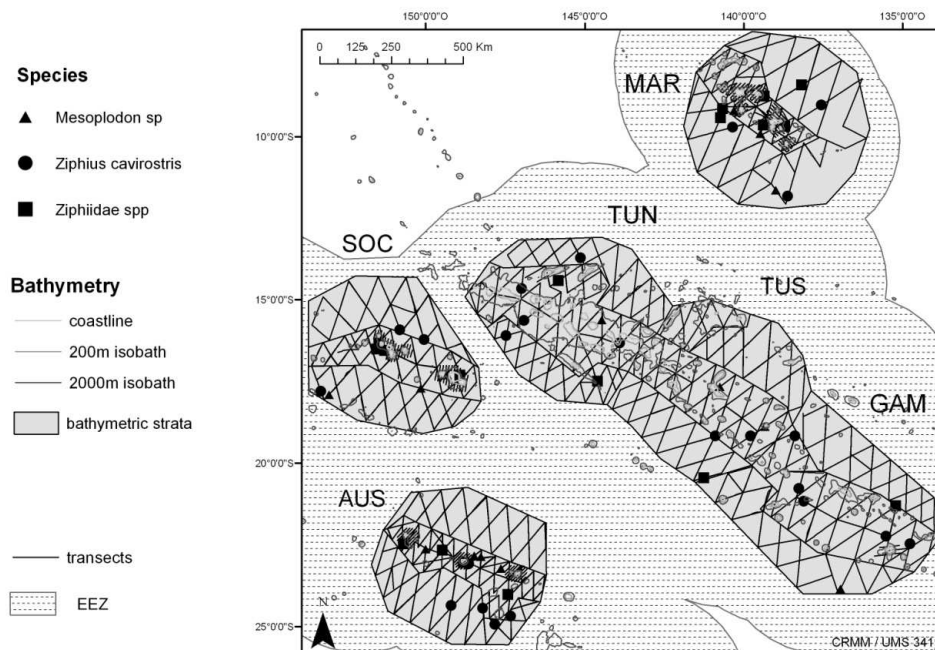 150°0'0"O
145°0'0"O
140°0'0"O
135°0'0"O
0 125 250 500 Km
Species
Mesoplodon sp
Ziphius cavirostris
Ziphiidae spp
Bathymetry
coastline
200m isobath
2000m isobath
bathymetric strata
transects
EEZ
10°0'0"S
15°0'0"S
20°0'0"S
25°0'0"S
MAR
TUN
SOC
TUS
GAM
AUS
N
CRMM / UMS 341